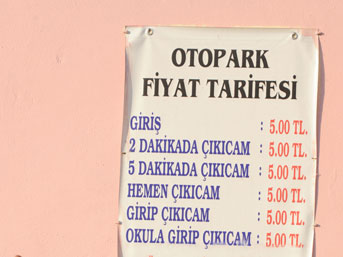 OTOPARK
FİYAT TARİFESİ
GİRİŞ : 5.00 TL.
2 DAKİKADA ÇIKICAM : 5.00 TL.
5 DAKİKADA ÇIKICAM : 5.00 TL.
HEMEN ÇIKICAM : 5.00 TL.
GİRİP ÇIKICAM : 5.00 TL.
OKULA GİRİP ÇIKICAM : 5.00 TL.